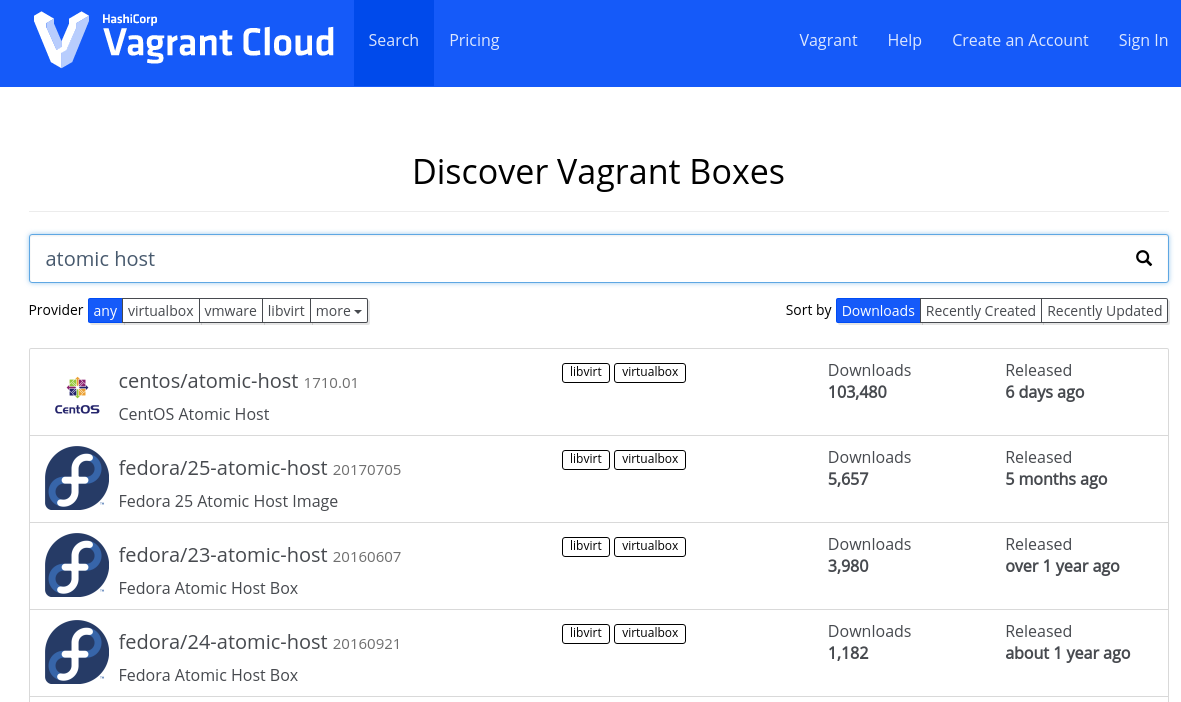 HashiCorp
Vagrant Cloud
Search Pricing Vagrant Help Create an Account Sign In
Discover Vagrant Boxes
atomic host
Provider any virtualbox vmware libvirt more Sort by Downloads Recently Created Recently Updated
centos/atomic-host 1710.01 libvirt virtualbox Downloads Released
CentOS 103,480 6 days ago
CentOS Atomic Host
fedora/25-atomic-host 20170705 libvirt virtualbox Downloads Released
5,657 5 months ago
Fedora 25 Atomic Host Image
fedora/23-atomic-host 20160607 libvirt virtualbox Downloads Released
3,980 over 1 year ago
Fedora Atomic Host Box
fedora/24-atomic-host 20160921 libvirt virtualbox Downloads Released
1,182 about 1 year ago
Fedora Atomic Host Box